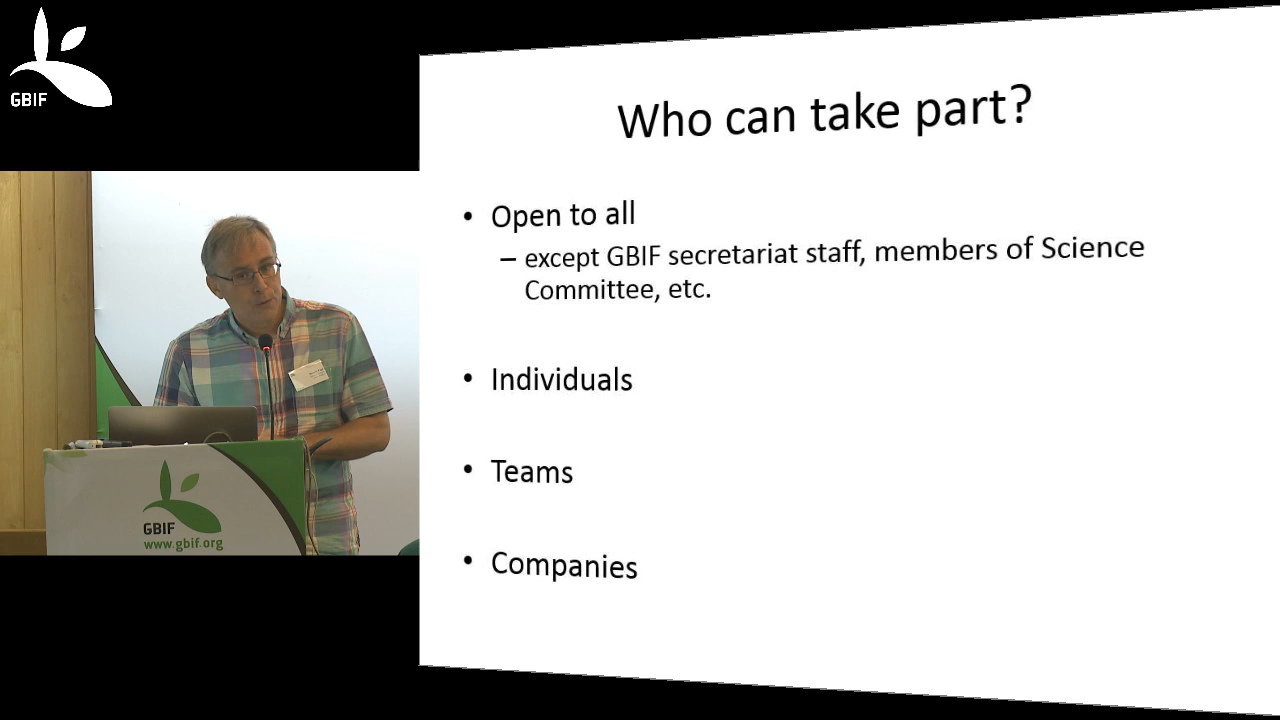 GBIF
Who can take part?
• Open to all
– except GBIF secretariat staff, members of Science
Committee, etc.
• Individuals
• Teams
• Companies
GBIF
www.gbif.org